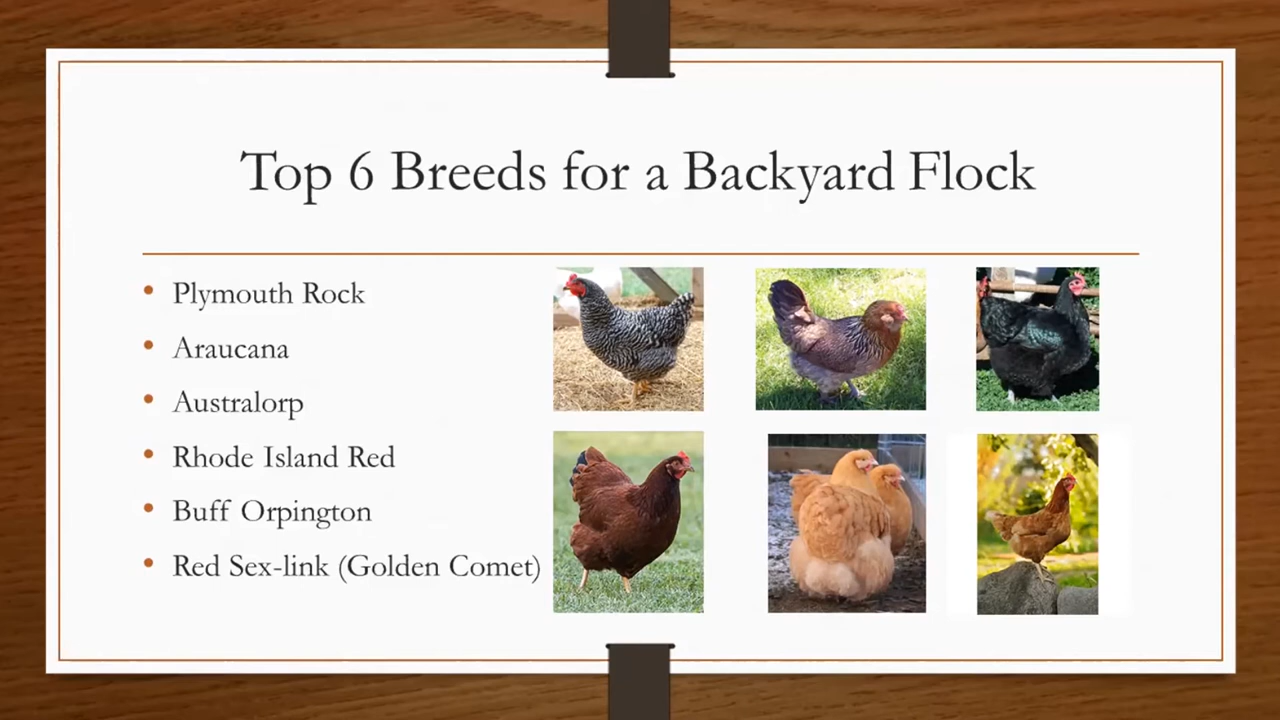 Top 6 Breeds for a Backyard Flock
• Plymouth Rock
• Araucana
• Australorp
• Rhode Island Red
• Buff Orpington
• Red Sex-link (Golden Comet)